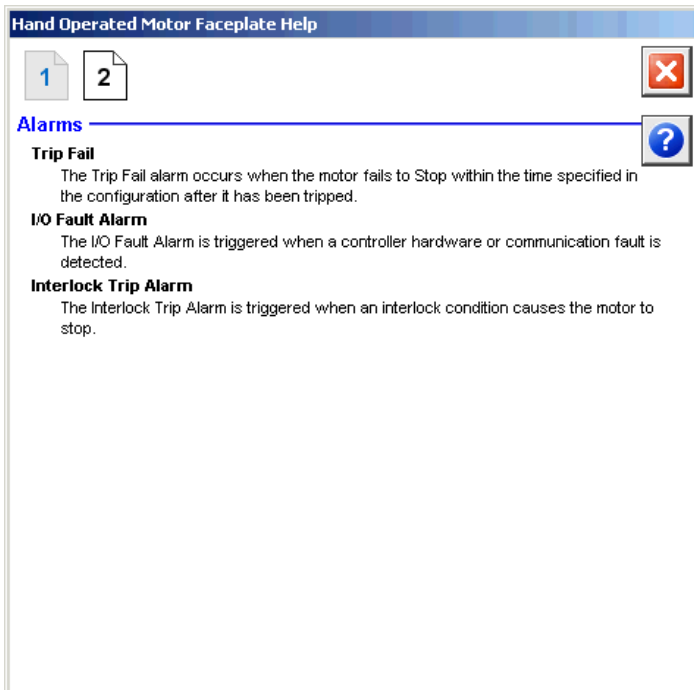 Hand Operated Motor Faceplate Help
1 2
Alarms
?
Trip Fail
The Trip Fail alarm occurs when the motor fails to Stop within the time specified in
the configuration after it has been tripped.
I/O Fault Alarm
The I/O Fault Alarm is triggered when a controller hardware or communication fault is
detected.
Interlock Trip Alarm
The Interlock Trip Alarm is triggered when an interlock condition causes the motor to
stop.